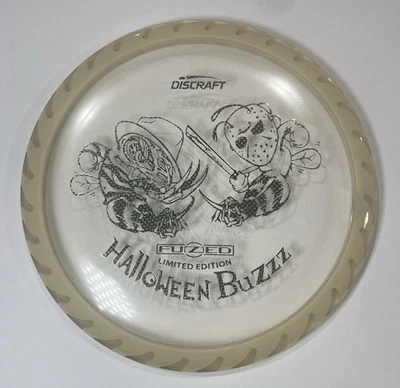 DISCRAFT
FUZED
LIMITED EDITION
HALLOWEEN BUZZZ